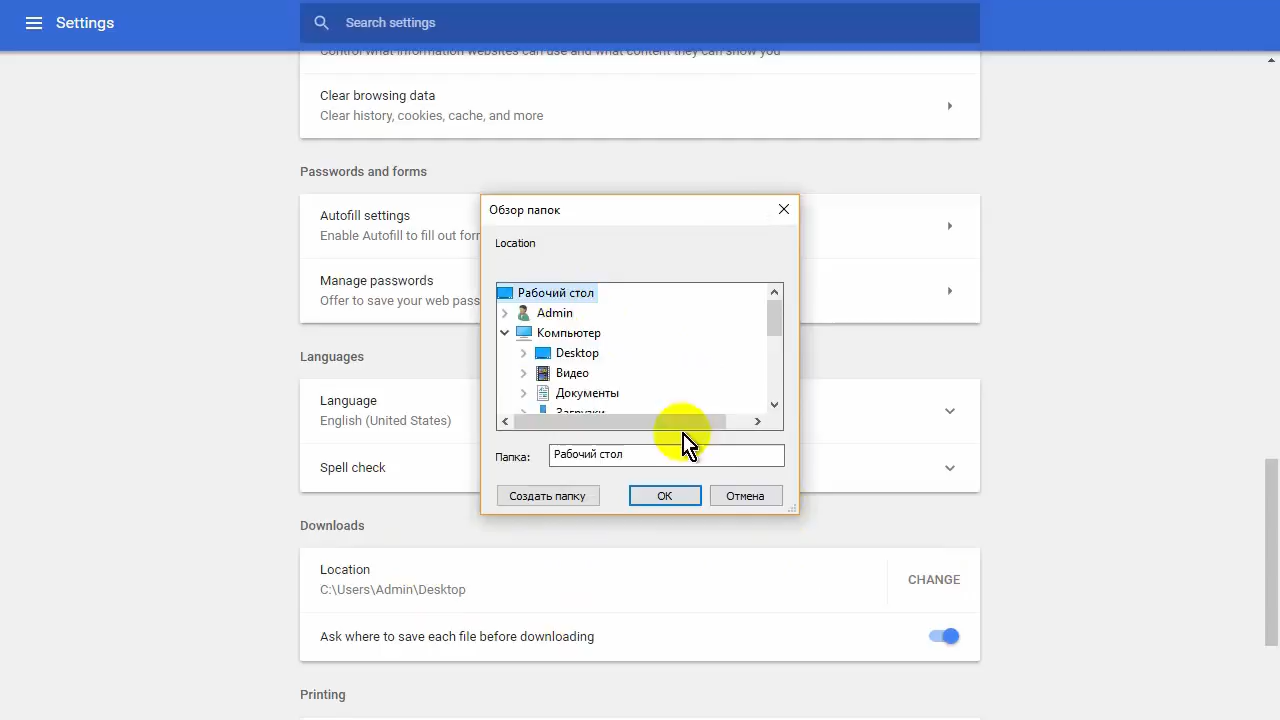 Settings
Search settings
Control what information websites can use and what content they can show you
Clear browsing data
Clear history, cookies, cache, and more
Passwords and forms
Autofill settings
Enable Autofill to fill out
Manage passwords
Offer to save your web
Languages
Language
English (United States)
Spell check
Обзор папок
Location
Рабочий стол
Admin
Компьютер
Desktop
Видео
Документы
Загрузки
Папка: Рабочий стол
Создать папку OK Отмена
Downloads
Location
C:\Users\Admin\Desktop
CHANGE
Ask where to save each file before downloading
Printing